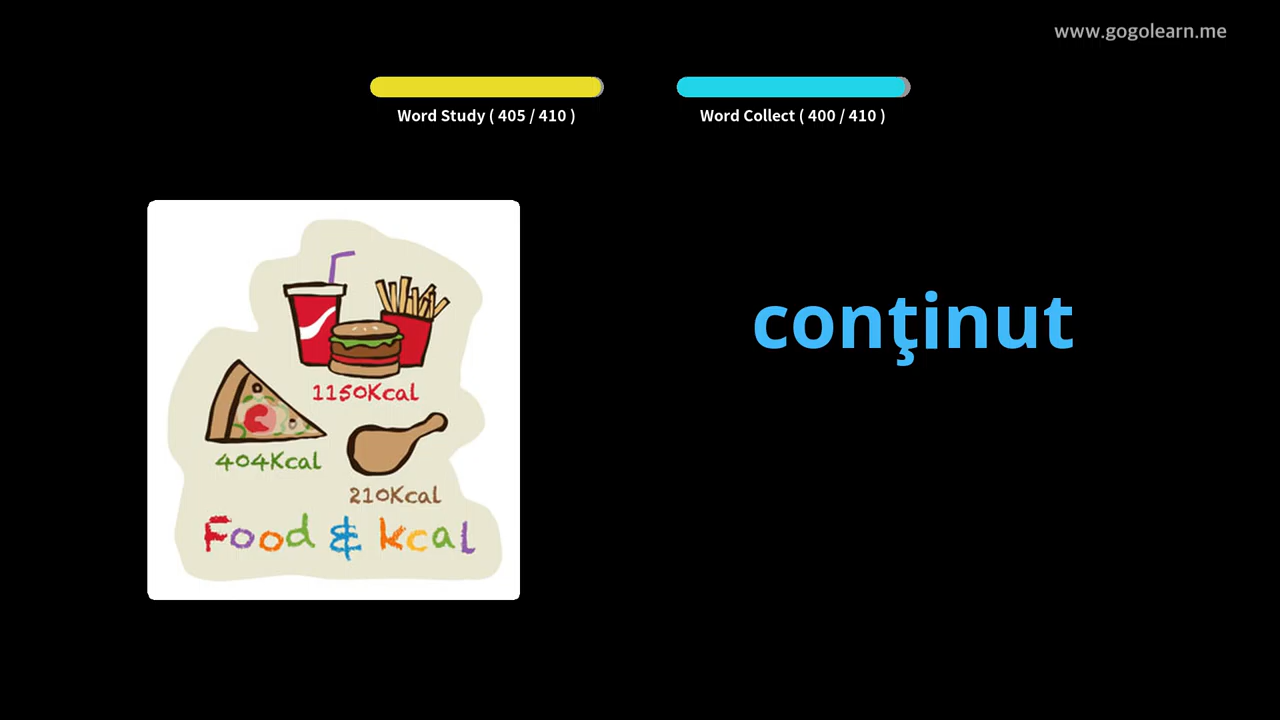 www.gogolearn.me
Word Study ( 405 / 410 )
Word Collect ( 400 / 410 )
conţinut
1150Kcal
404Kcal
210Kcal
Food & kcal